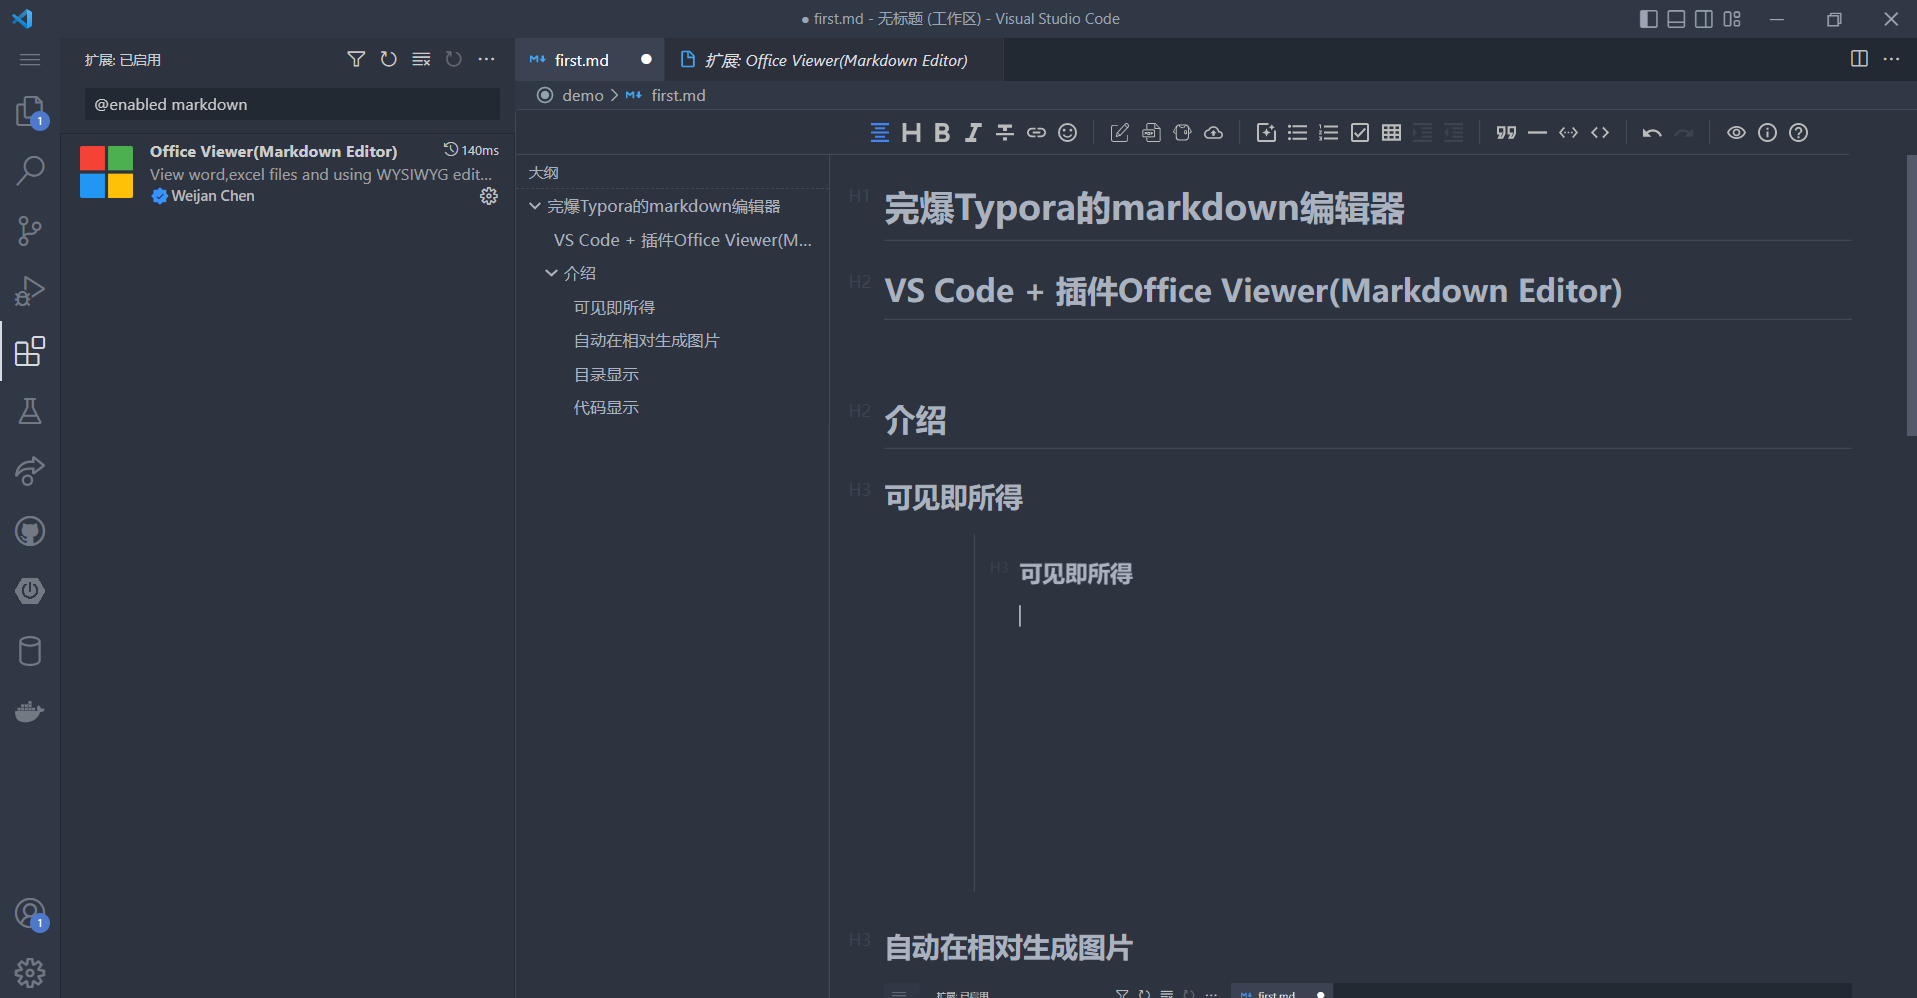 ● first.md - 无标题 (工作区) - Visual Studio Code
扩展: 已启用
@enabled markdown
Office Viewer(Markdown Editor)
140ms
View word,excel files and using WYSIWYG edit...
Weijan Chen
1
1
first.md
扩展: Office Viewer(Markdown Editor)
demo > first.md
大纲
完爆Typora的markdown编辑器
VS Code + 插件Office Viewer(M...
介绍
可见即所得
自动在相对生成图片
目录显示
代码显示
H1 完爆Typora的markdown编辑器
H2 VS Code + 插件Office Viewer(Markdown Editor)
H2 介绍
H3 可见即所得
H3 可见即所得
H3 自动在相对生成图片
扩展: 已启用
first.md